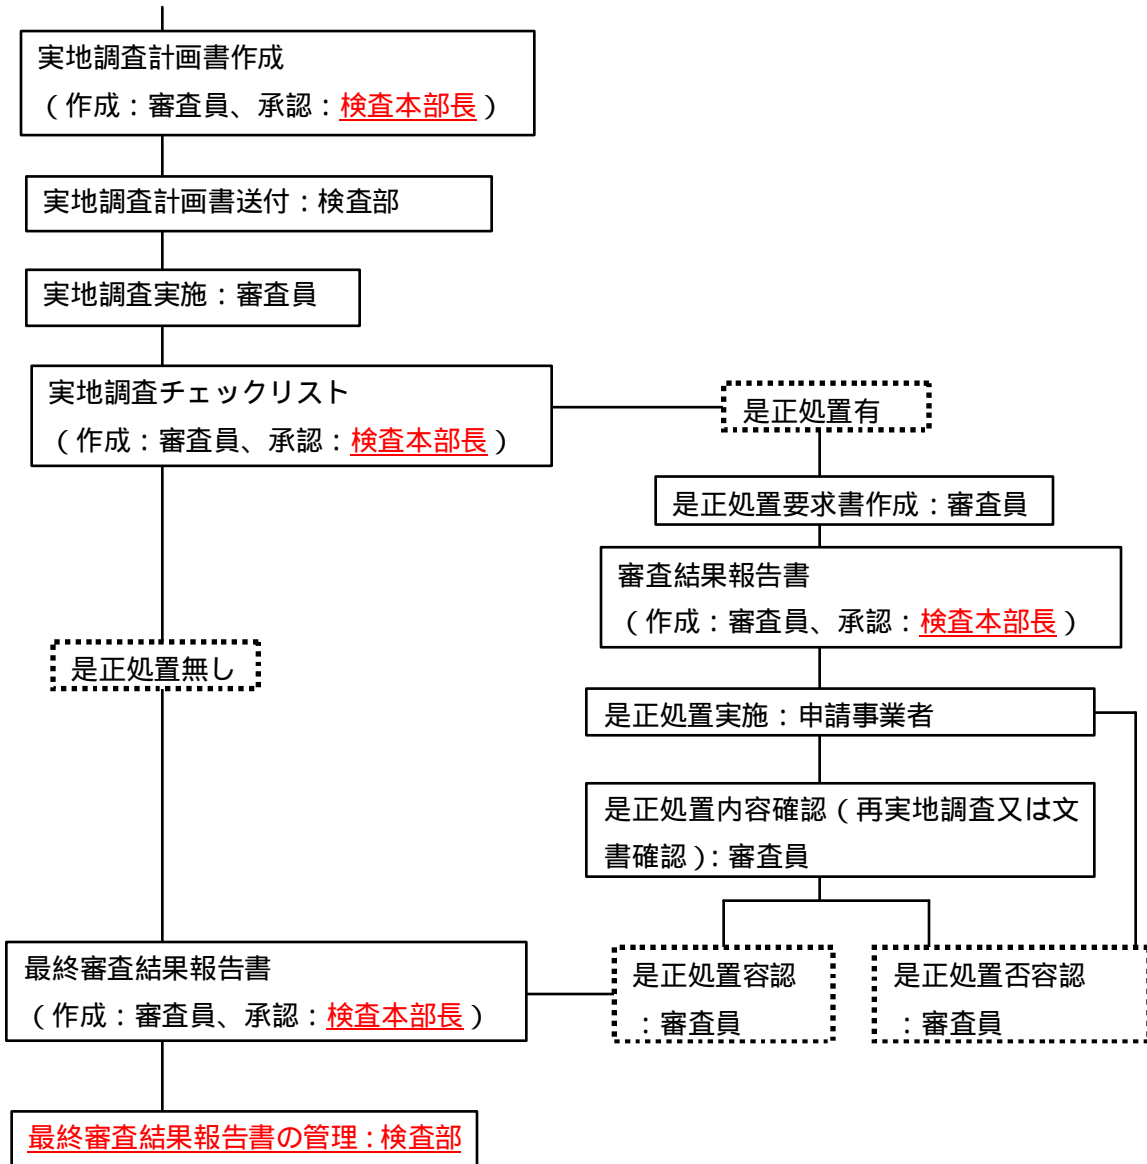 実地調査計画書作成
（作成：審査員、承認：検査本部長）
実地調査計画書送付：検査部
実地調査実施：審査員
実地調査チェックリスト
（作成：審査員、承認：検査本部長）
是正処置有
是正処置要求書作成：審査員
審査結果報告書
（作成：審査員、承認：検査本部長）
是正処置無し
是正処置実施：申請事業者
是正処置内容確認（再実地調査又は文
書確認）：審査員
最終審査結果報告書
（作成：審査員、承認：検査本部長）
是正処置容認
：審査員
是正処置否容認
：審査員
最終審査結果報告書の管理：検査部